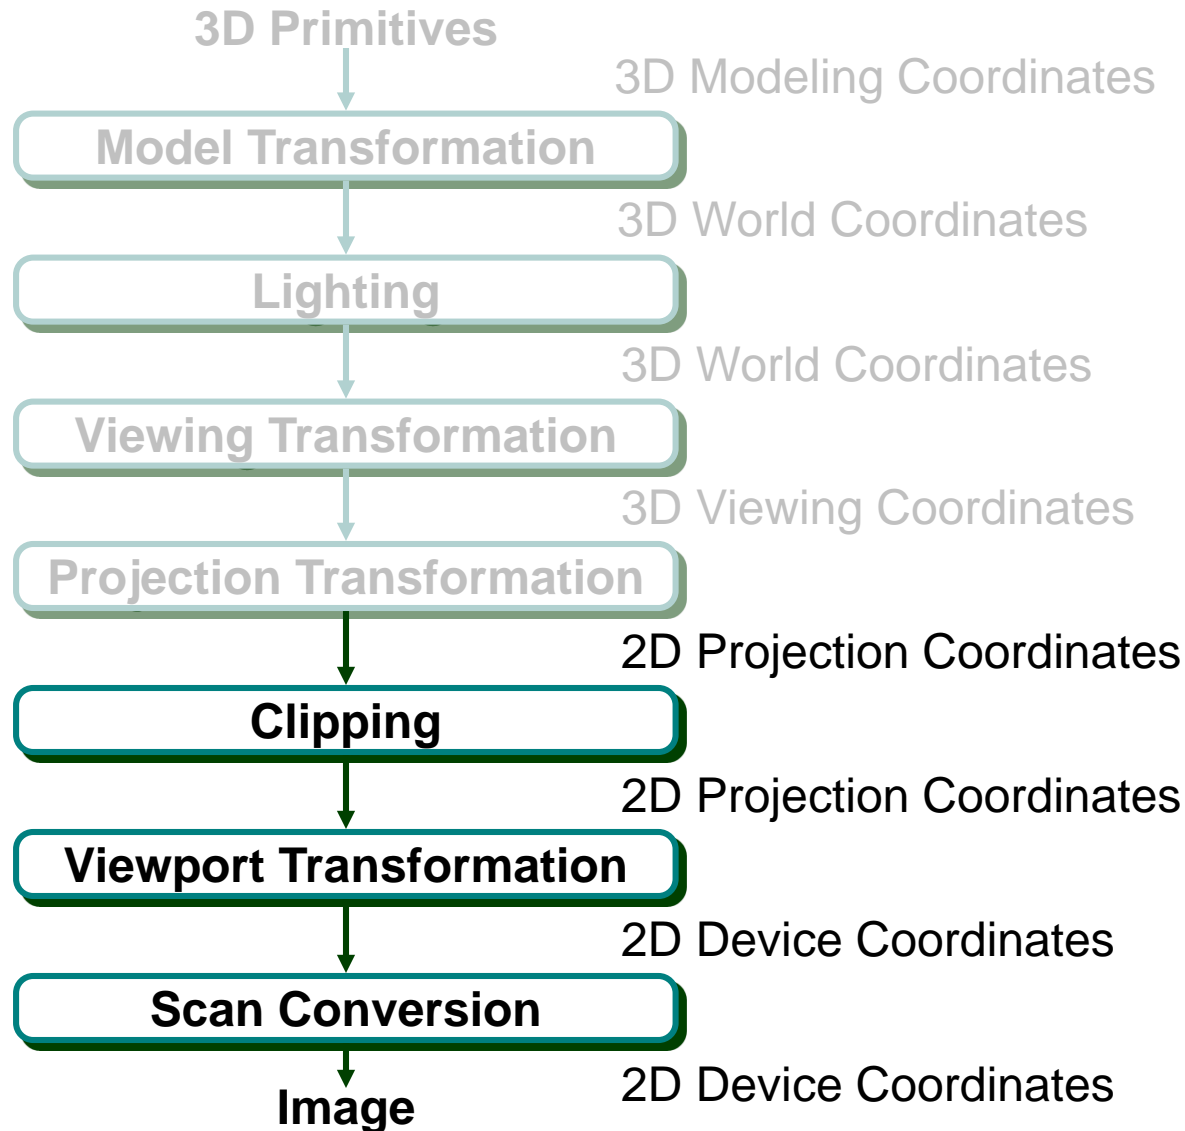 3D Primitives
3D Modeling Coordinates
Model Transformation
3D World Coordinates
Lighting
3D World Coordinates
Viewing Transformation
3D Viewing Coordinates
Projection Transformation
2D Projection Coordinates
Clipping
2D Projection Coordinates
Viewport Transformation
2D Device Coordinates
Scan Conversion
2D Device Coordinates
Image